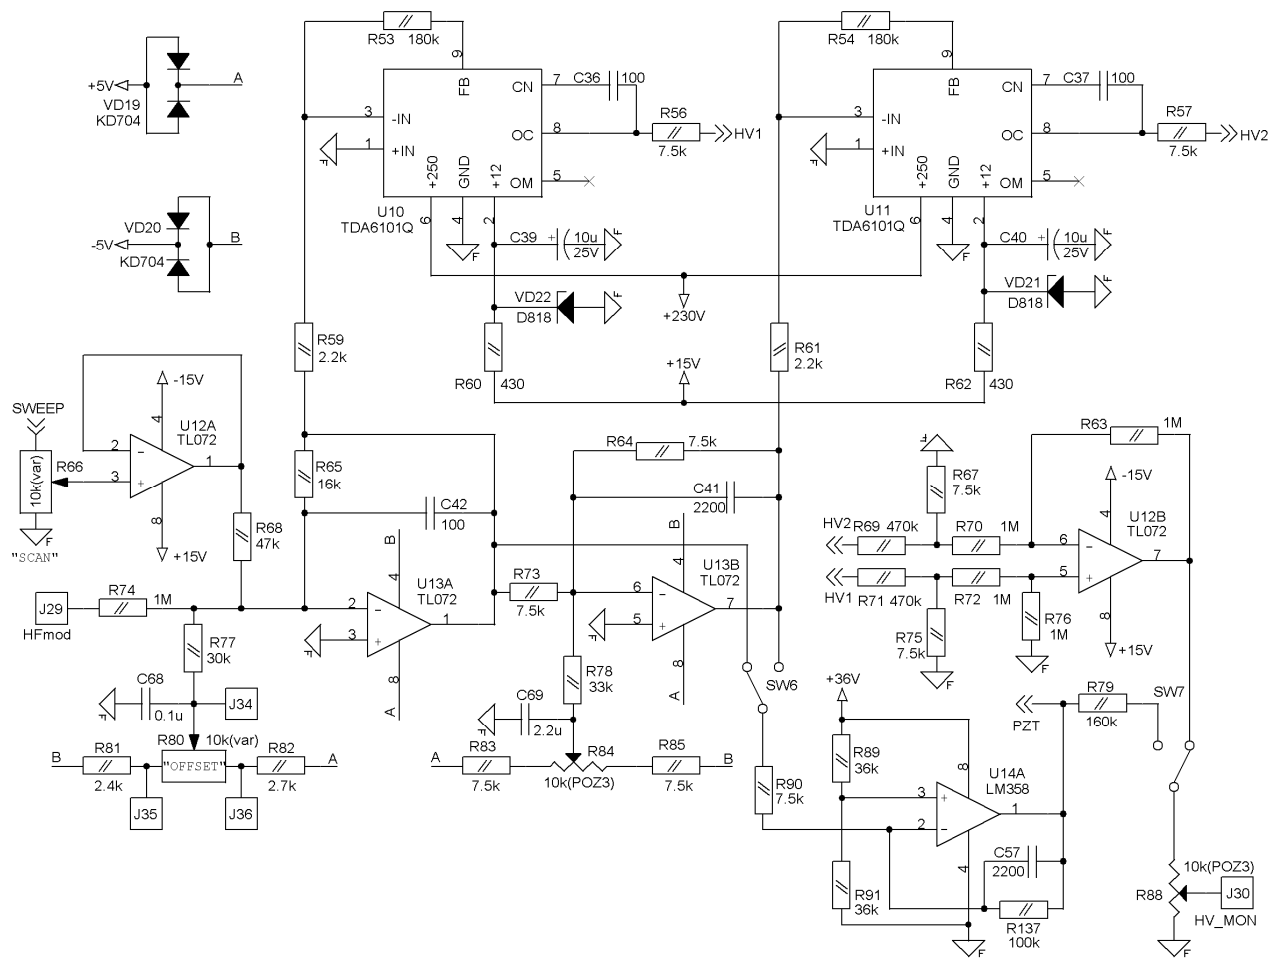 R53 180k
9
R54 180k
9
+5V
A
VD19
KD704
FB
CN
7
C36
100
3
-IN
OC
8
R56
7.5k
HV1
1
+IN
+250
GND
+12
OM
5
F
U10
TDA6101Q
6
4
2
F
FB
CN
7
C37
100
3
-IN
OC
8
R57
7.5k
HV2
1
+IN
+250
GND
+12
OM
5
F
U11
TDA6101Q
6
4
2
F
VD20
-5V
B
KD704
C39
+
10u
25V
F
C40
+
10u
25V
F
VD22
D818
F
+230V
VD21
D818
F
R59
2.2k
R60 430
+15V
R61
2.2k
R62 430
SWEEP
-15V
4
U12A
TL072
2
-
1
3
+
8
+15V
10k(var)
R66
F
"SCAN"
R68
47k
R65
16k
C42
100
R64
7.5k
C41
2200
B
4
U13A
TL072
2
-
1
3
+
8
A
F
R73
7.5k
B
4
U13B
TL072
6
-
7
5
+
8
A
F
R63 1M
F
R67
7.5k
-15V
4
U12B
TL072
HV2
R69 470k
R70 1M
6
-
7
5
+
HV1
R71 470k
R72 1M
8
+15V
R75
7.5k
F
R76
1M
F
J29
HFmod
R74
1M
R77
30k
C68
0.1u
F
J34
B
R81
2.4k
R80 10k(var)
"OFFSET"
R82
2.7k
A
J35
J36
R78
33k
C69
2.2u
F
A
R83
7.5k
R84
10k(POZ3)
R85
7.5k
B
SW6
R90
7.5k
+36V
R89
36k
8
U14A
LM358
3
+
1
2
-
4
R91
36k
C57
2200
R137
100k
F
PZT
R79
160k
SW7
10k(POZ3)
R88
J30
HV_MON
F